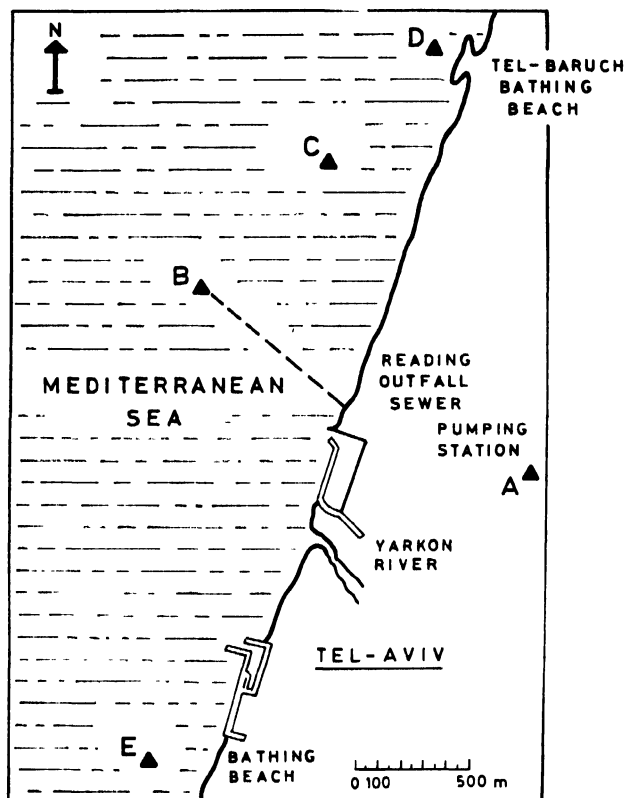 N
D
TEL-BARUCH
BATHING
BEACH
C
B
READING
OUTFALL
SEWER
MEDITERRANEAN
SEA
PUMPING
STATION
A
YARKON
RIVER
TEL-AVIV
E
BATHING
BEACH
0 100 500 m